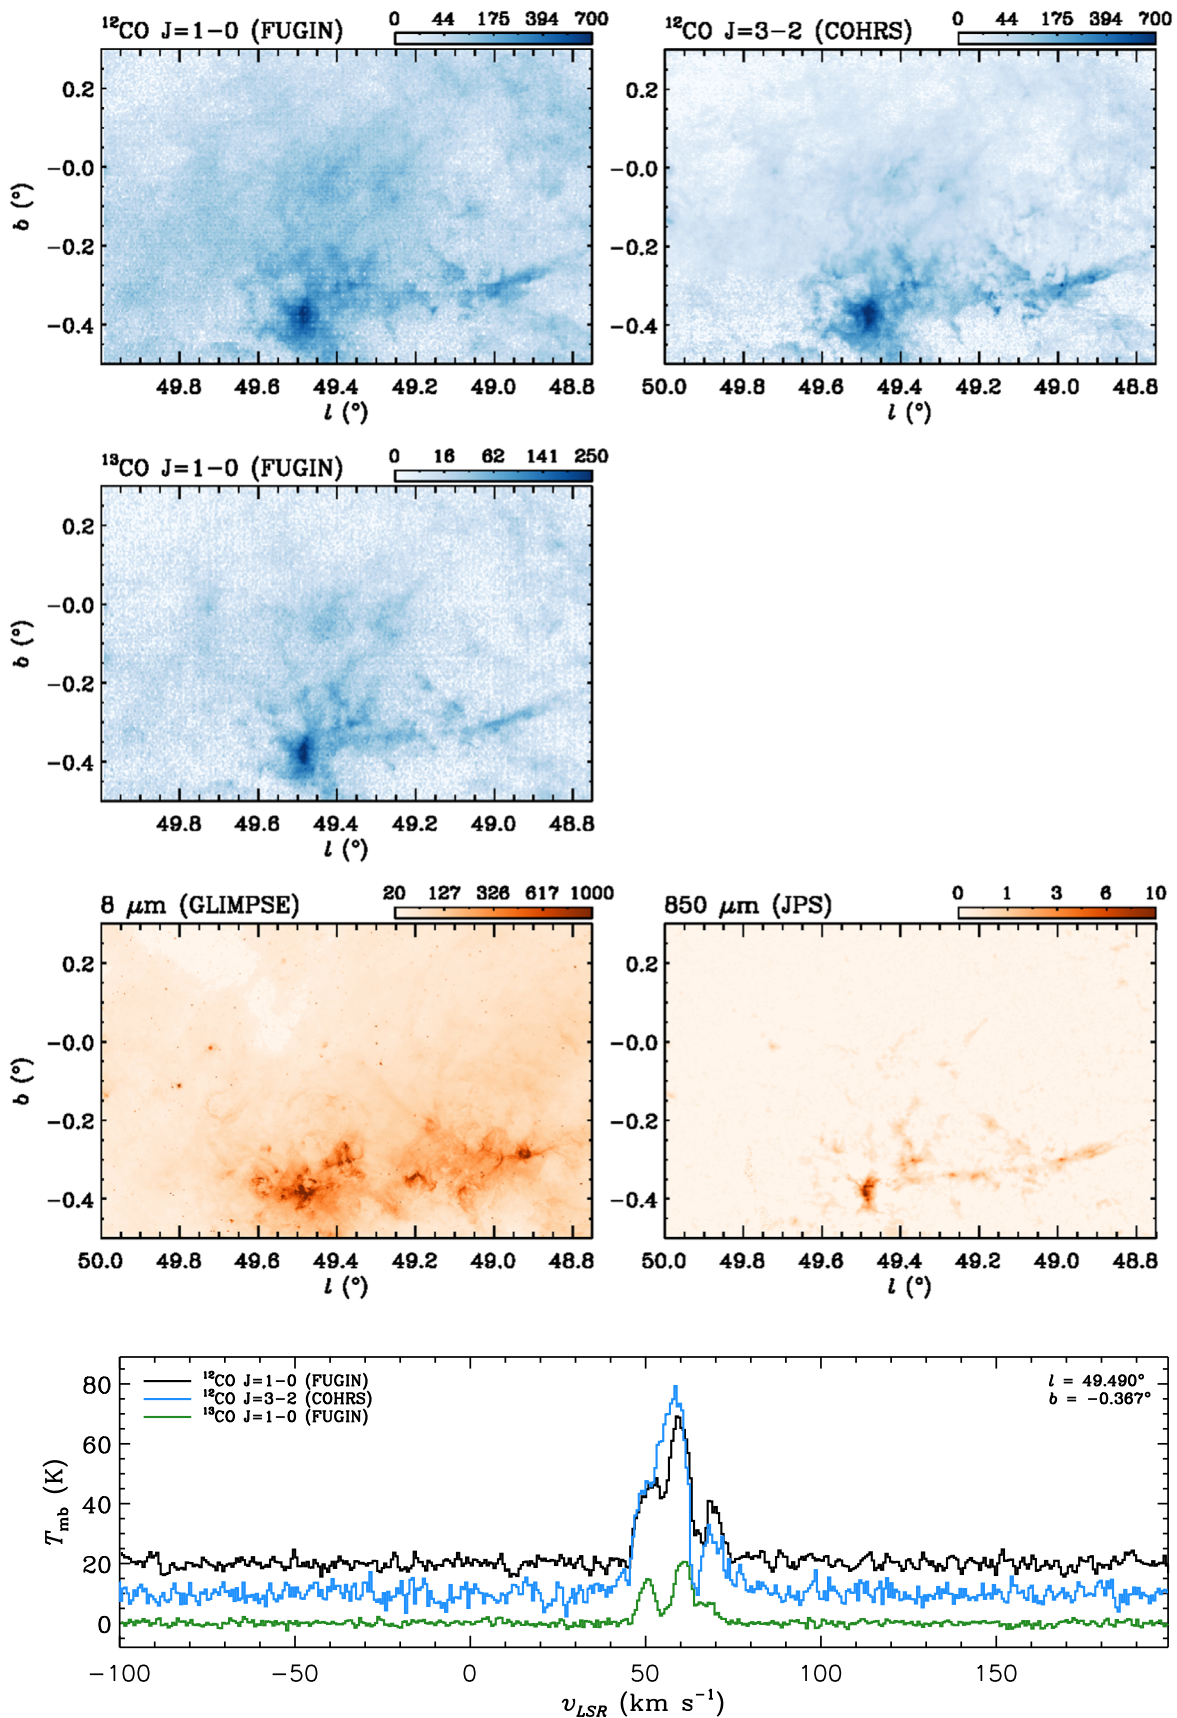 ¹²CO J=1−0 (FUGIN)
0 44 175 394 700
0.2
−0.0
−0.2
−0.4
b (°)
49.8 49.6 49.4 49.2 49.0 48.8
l (°)
¹²CO J=3−2 (COHRS)
0 44 175 394 700
0.2
−0.0
−0.2
−0.4
50.0 49.8 49.6 49.4 49.2 49.0 48.8
l (°)
¹³CO J=1−0 (FUGIN)
0 16 62 141 250
0.2
−0.0
−0.2
−0.4
b (°)
49.8 49.6 49.4 49.2 49.0 48.8
l (°)
8 μm (GLIMPSE)
20 127 326 617 1000
0.2
−0.0
−0.2
−0.4
b (°)
50.0 49.8 49.6 49.4 49.2 49.0 48.8
l (°)
850 μm (JPS)
0 1 3 6 10
0.2
−0.0
−0.2
−0.4
50.0 49.8 49.6 49.4 49.2 49.0 48.8
l (°)
¹²CO J=1−0 (FUGIN)
¹²CO J=3−2 (COHRS)
¹³CO J=1−0 (FUGIN)
l = 49.490°
b = −0.367°
80
60
40
20
0
T_mb (K)
−100 −50 0 50 100 150
v_LSR (km s⁻¹)